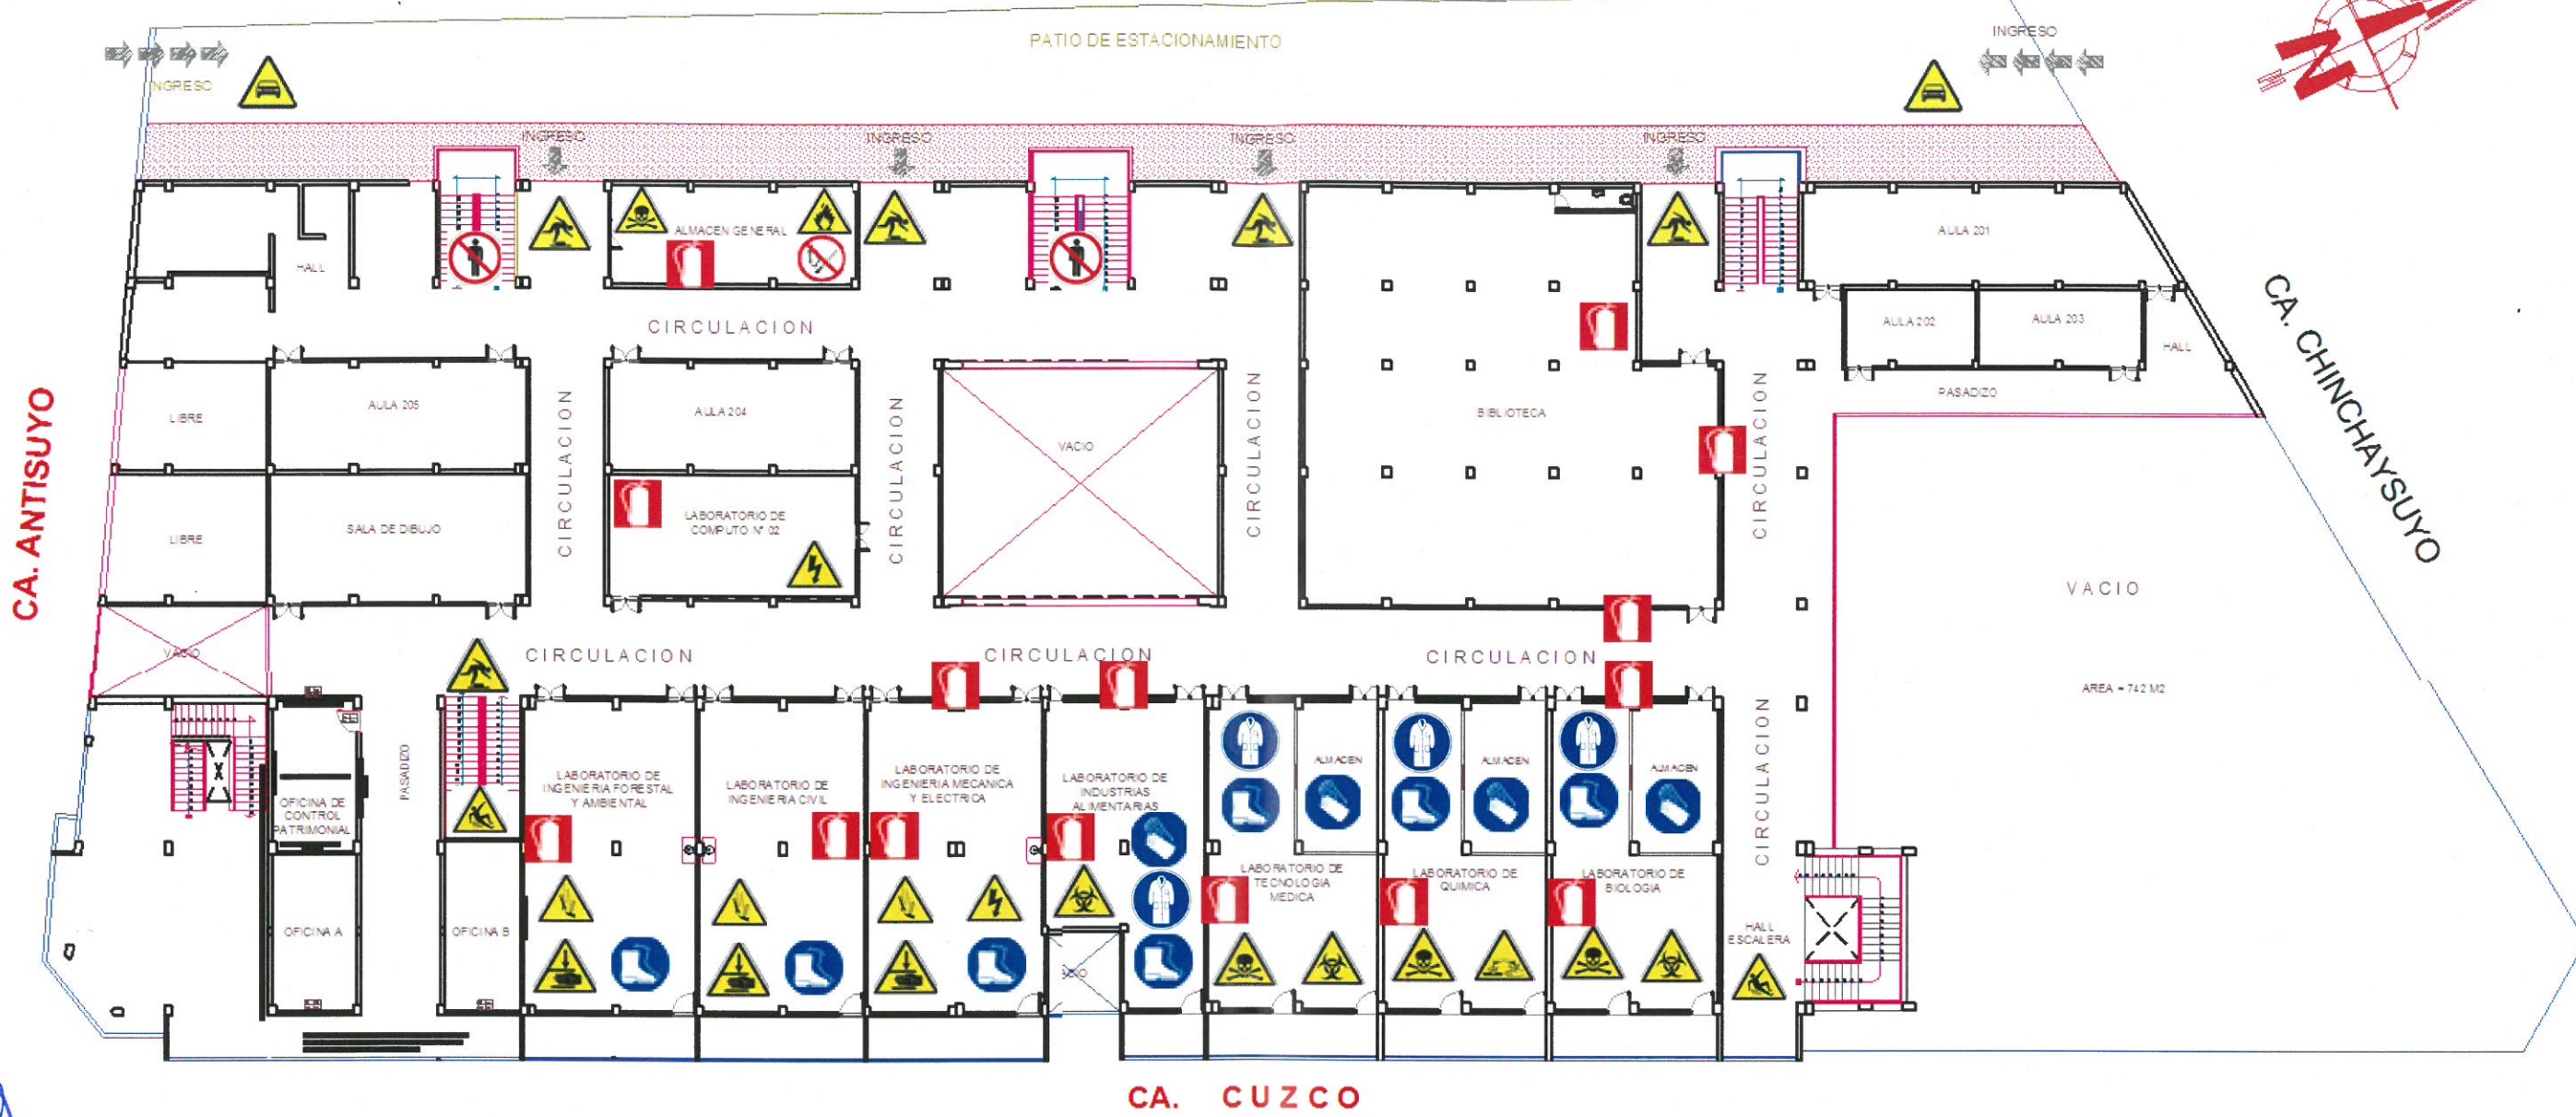 PATIO DE ESTACIONAMIENTO
INGRESO
NGRESO
INGRESO
INGRESO
INGRESO
INGRESO
N
ALMACEN GENERAL
AULA 201
HALL
CIRCULACION
AULA 202
AULA 203
HALL
PASADIZO
CA. CHINCHAYSUYO
CA. ANTISUYO
LIBRE
AULA 205
CIRCULACION
AULA 204
CIRCULACION
VACIO
CIRCULACION
BIBLIOTECA
CIRCULACION
LIBRE
SALA DE DIBUJO
LABORATORIO DE
COMPUTO N° 02
VACIO
AREA = 742 M2
VACIO
CIRCULACION
CIRCULACION
CIRCULACION
CIRCULACION
OFICINA DE
CONTROL
PATRIMONIAL
PASADIZO
LABORATORIO DE
INGENIERIA FORESTAL
Y AMBIENTAL
LABORATORIO DE
INGENIERIA CIVIL
LABORATORIO DE
INGENIERIA MECANICA
Y ELECTRICA
LABORATORIO DE
INDUSTRIAS
ALIMENTARIAS
ALMACEN
ALMACEN
ALMACEN
LABORATORIO DE
TECNOLOGIA
MEDICA
LABORATORIO DE
QUIMICA
LABORATORIO DE
BIOLOGIA
OFICINA A
OFICINA B
HALL
ESCALERA
CA. CUZCO